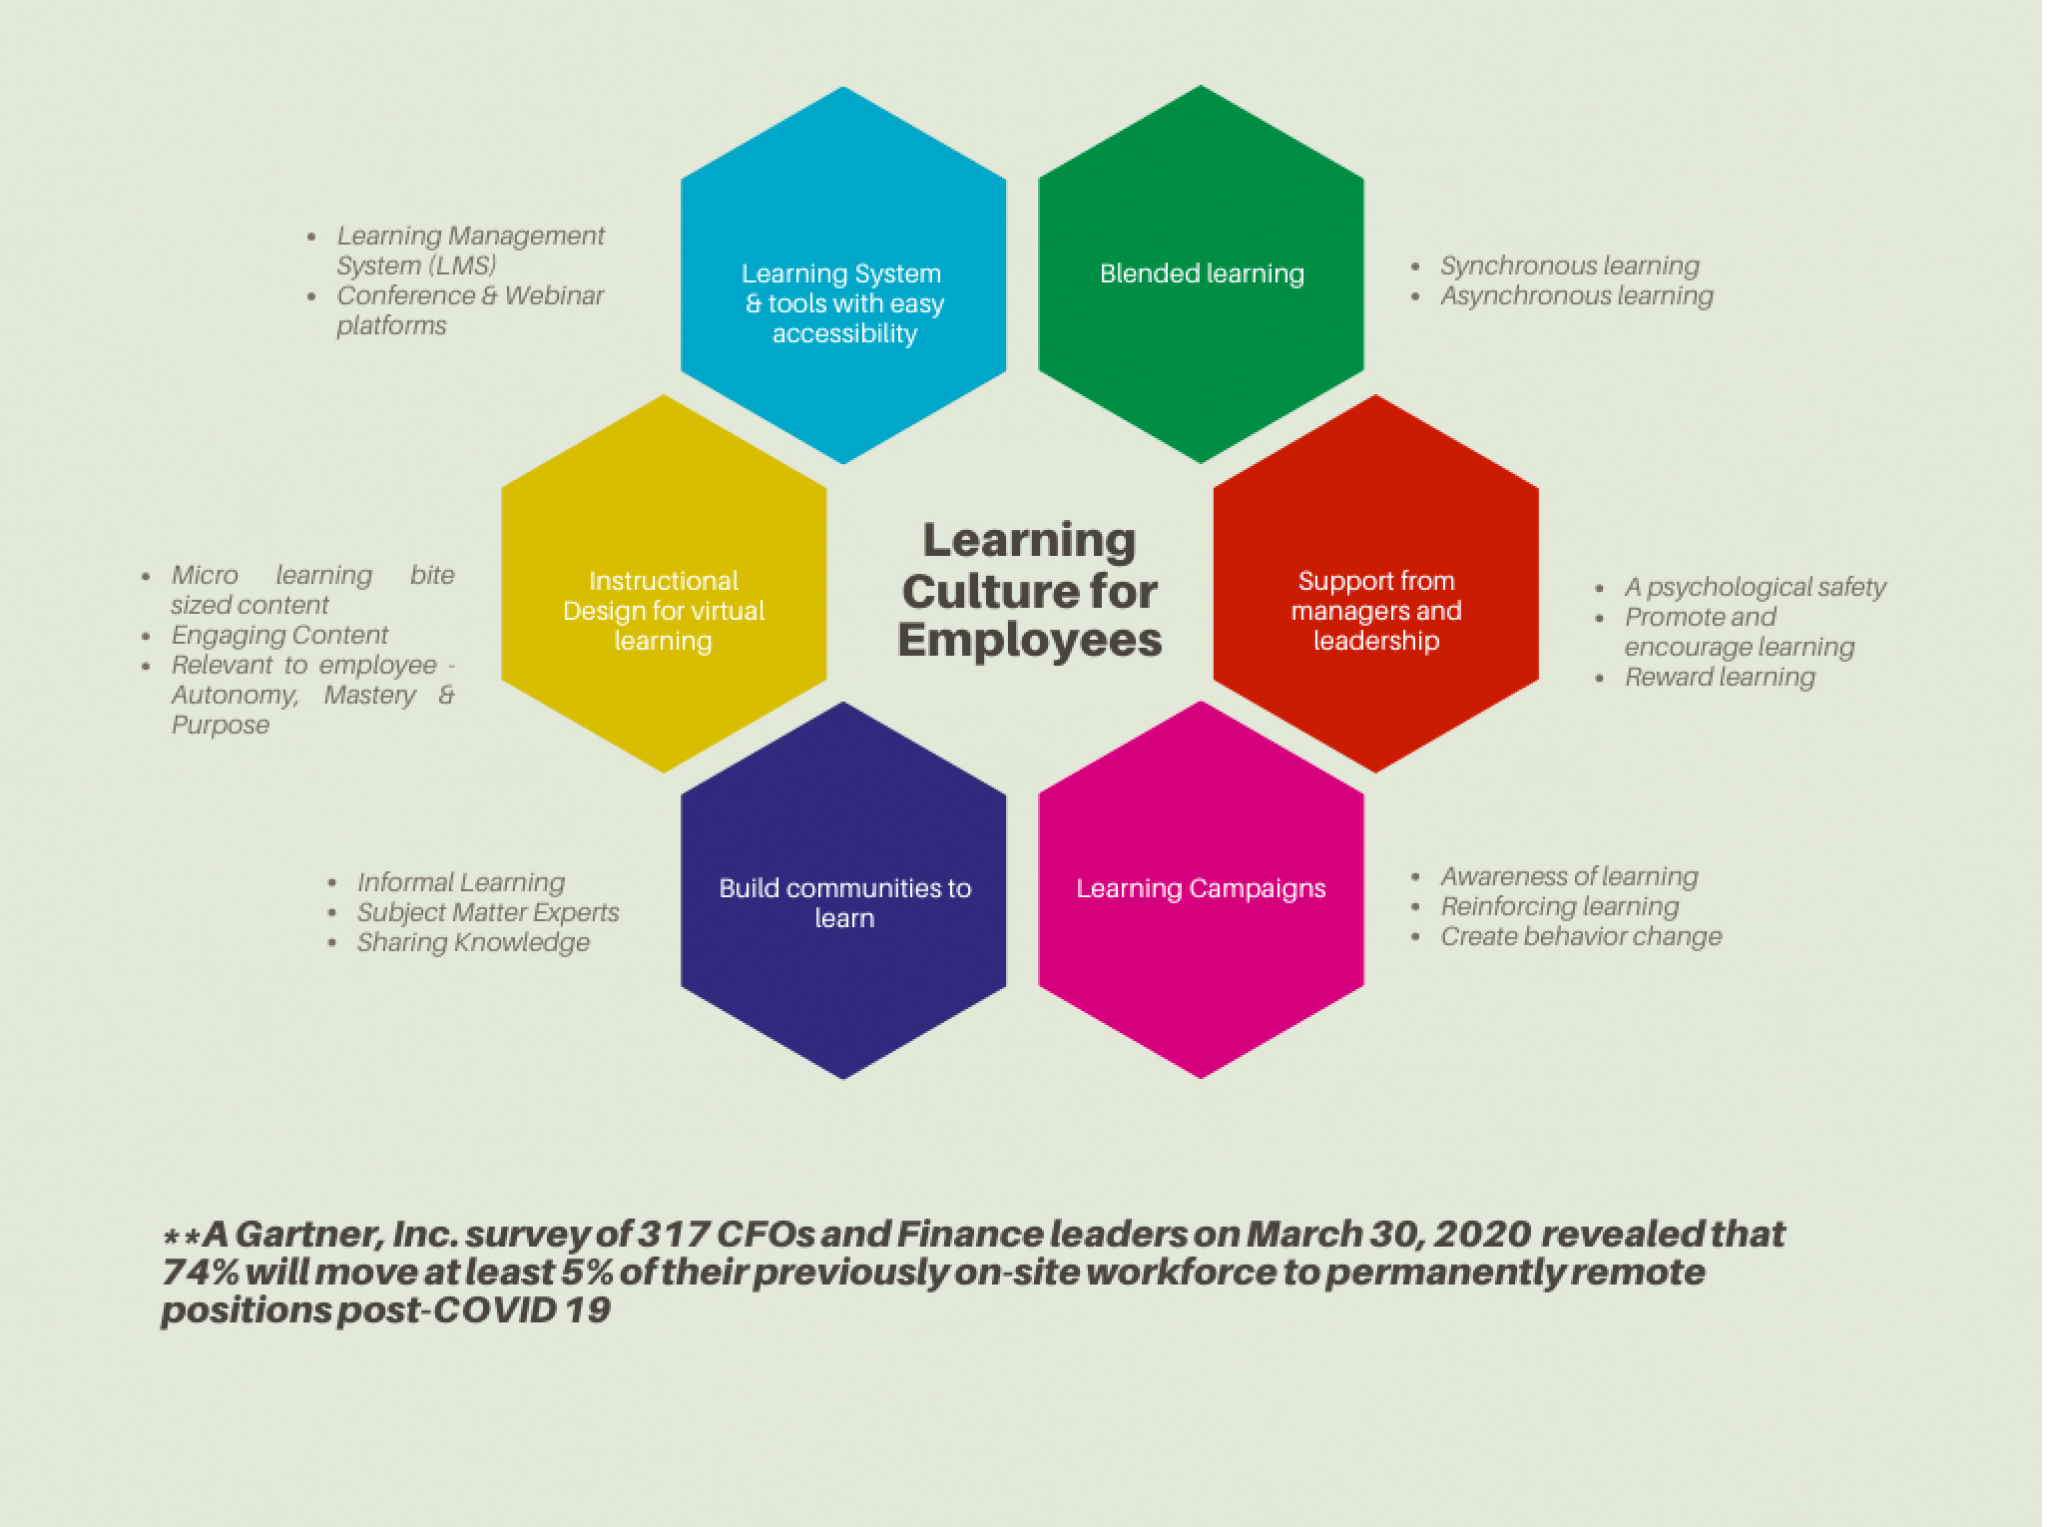 Learning Management
System (LMS)
Conference & Webinar
platforms
Learning System
& tools with easy
accessibility
Blended learning
Synchronous learning
Asynchronous learning
Micro learning bite
sized content
Engaging Content
Relevant to employee -
Autonomy, Mastery &
Purpose
Instructional
Design for virtual
learning
Learning
Culture for
Employees
Support from
managers and
leadership
A psychological safety
Promote and
encourage learning
Reward learning
Informal Learning
Subject Matter Experts
Sharing Knowledge
Build communities to
learn
Learning Campaigns
Awareness of learning
Reinforcing learning
Create behavior change
**A Gartner, Inc. survey of 317 CFOs and Finance leaders on March 30, 2020 revealed that
74% will move at least 5% of their previously on-site workforce to permanently remote
positions post-COVID 19